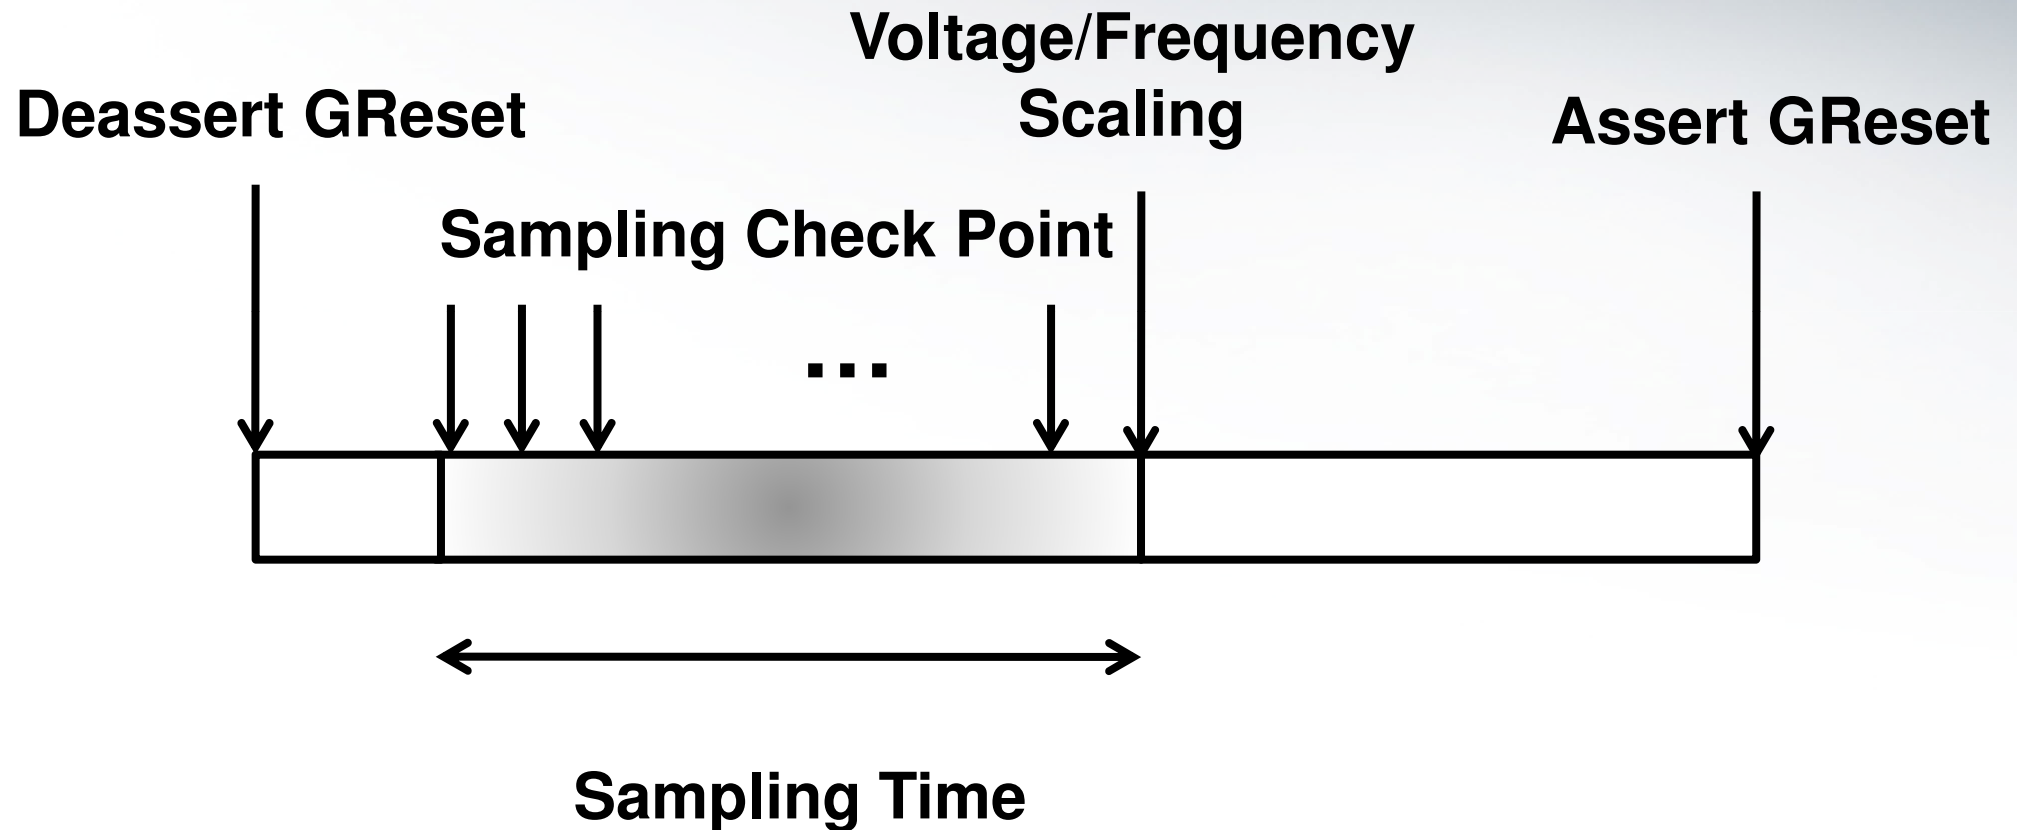 Voltage/Frequency
Scaling
Deassert GReset
Assert GReset
Sampling Check Point
...
Sampling Time